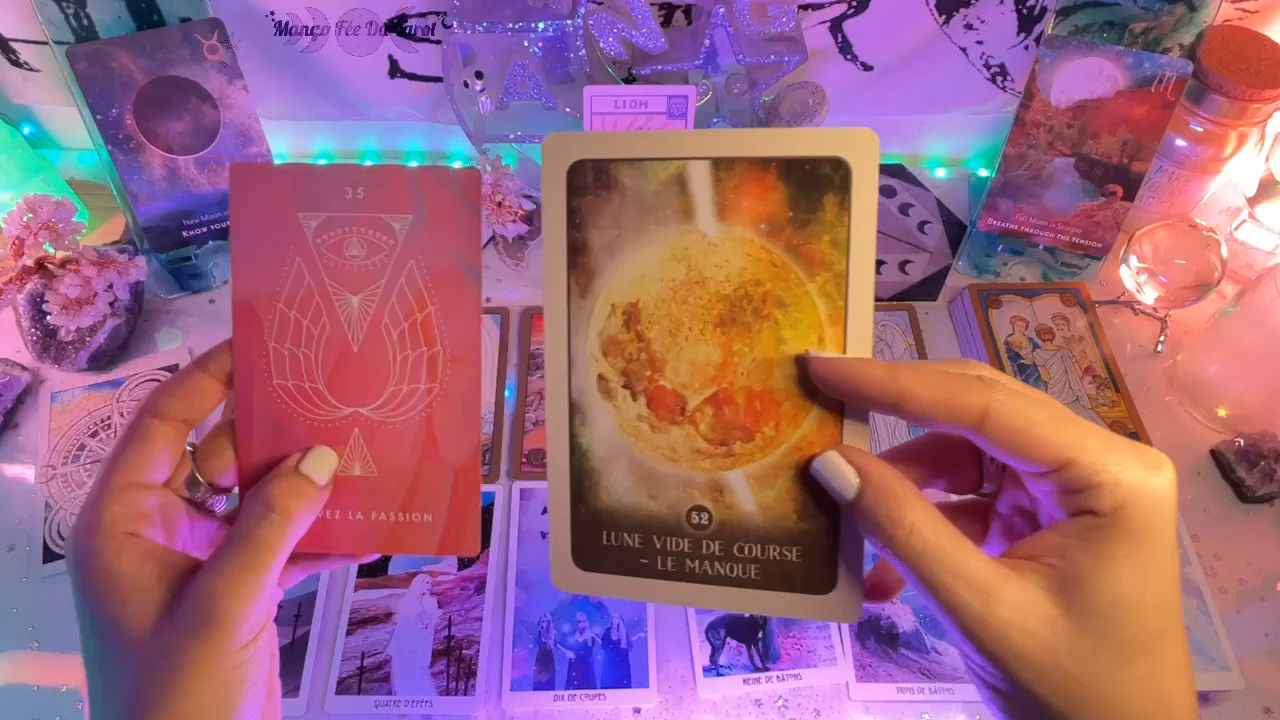 Manço Fée Du Tarot
LION
New Moon in
KNOW YOUR
Full Moon in Scorpio
BREATHE THROUGH THE TENSION
35
VEZ LA PASSION
52
LUNE VIDE DE COURSE
- LE MANQUE
QUATRE D'ÉPÉES
DIX DE COUPES
REINE DE BÂTONS
TROIS DE BÂTONS